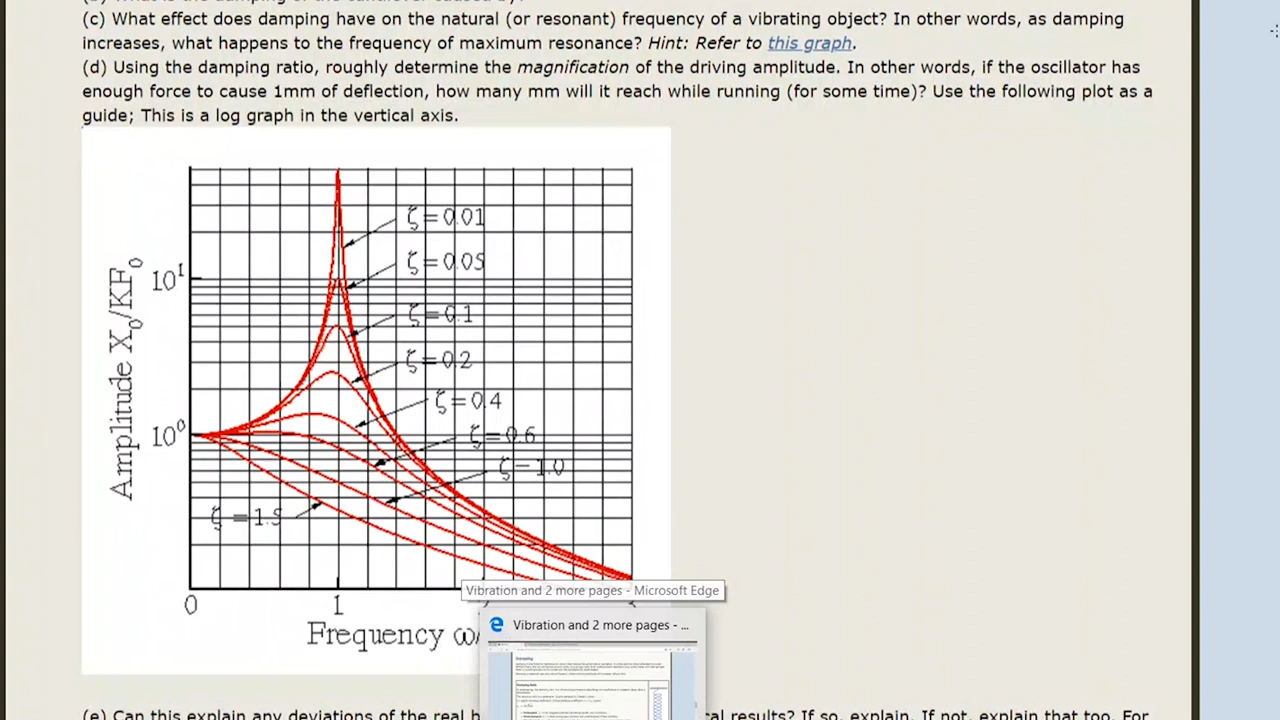 (c) What effect does damping have on the natural (or resonant) frequency of a vibrating object? In other words, as damping
increases, what happens to the frequency of maximum resonance? Hint: Refer to this graph.
(d) Using the damping ratio, roughly determine the magnification of the driving amplitude. In other words, if the oscillator has
enough force to cause 1mm of deflection, how many mm will it reach while running (for some time)? Use the following plot as a
guide; This is a log graph in the vertical axis.
ζ=0.01
ζ=0.05
ζ=0.1
ζ=0.2
ζ=0.4
ζ=0.6
ζ=1.0
ζ=1.5
10¹
10⁰
Amplitude X₀/KF₀
0
1
Frequency ω/
Vibration and 2 more pages - Microsoft Edge
Vibration and 2 more pages - ...
Damping
(e) Can this explain any deviations of the real
cal results? If so, explain. If not, explain that too. For